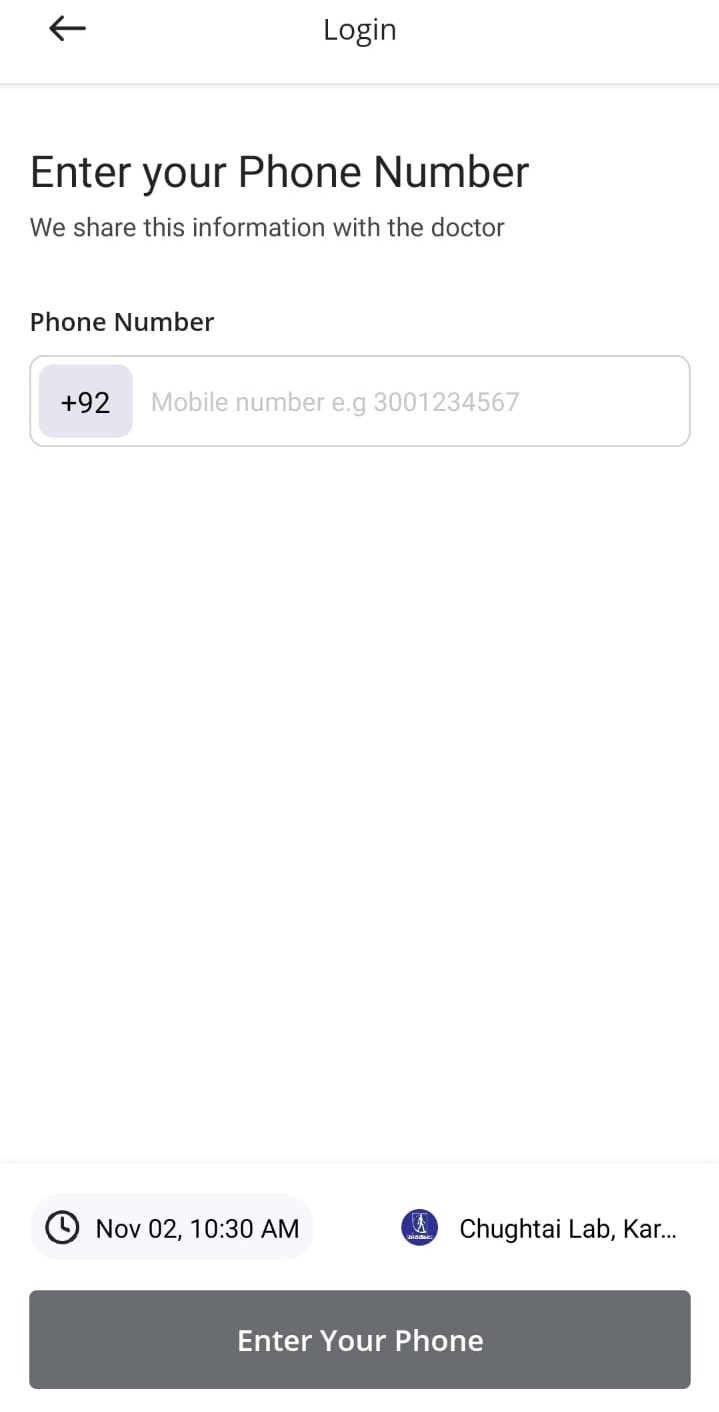 Login
Enter your Phone Number
We share this information with the doctor
Phone Number
+92 Mobile number e.g 3001234567
Nov 02, 10:30 AM
Chughtai Lab, Kar...
Enter Your Phone